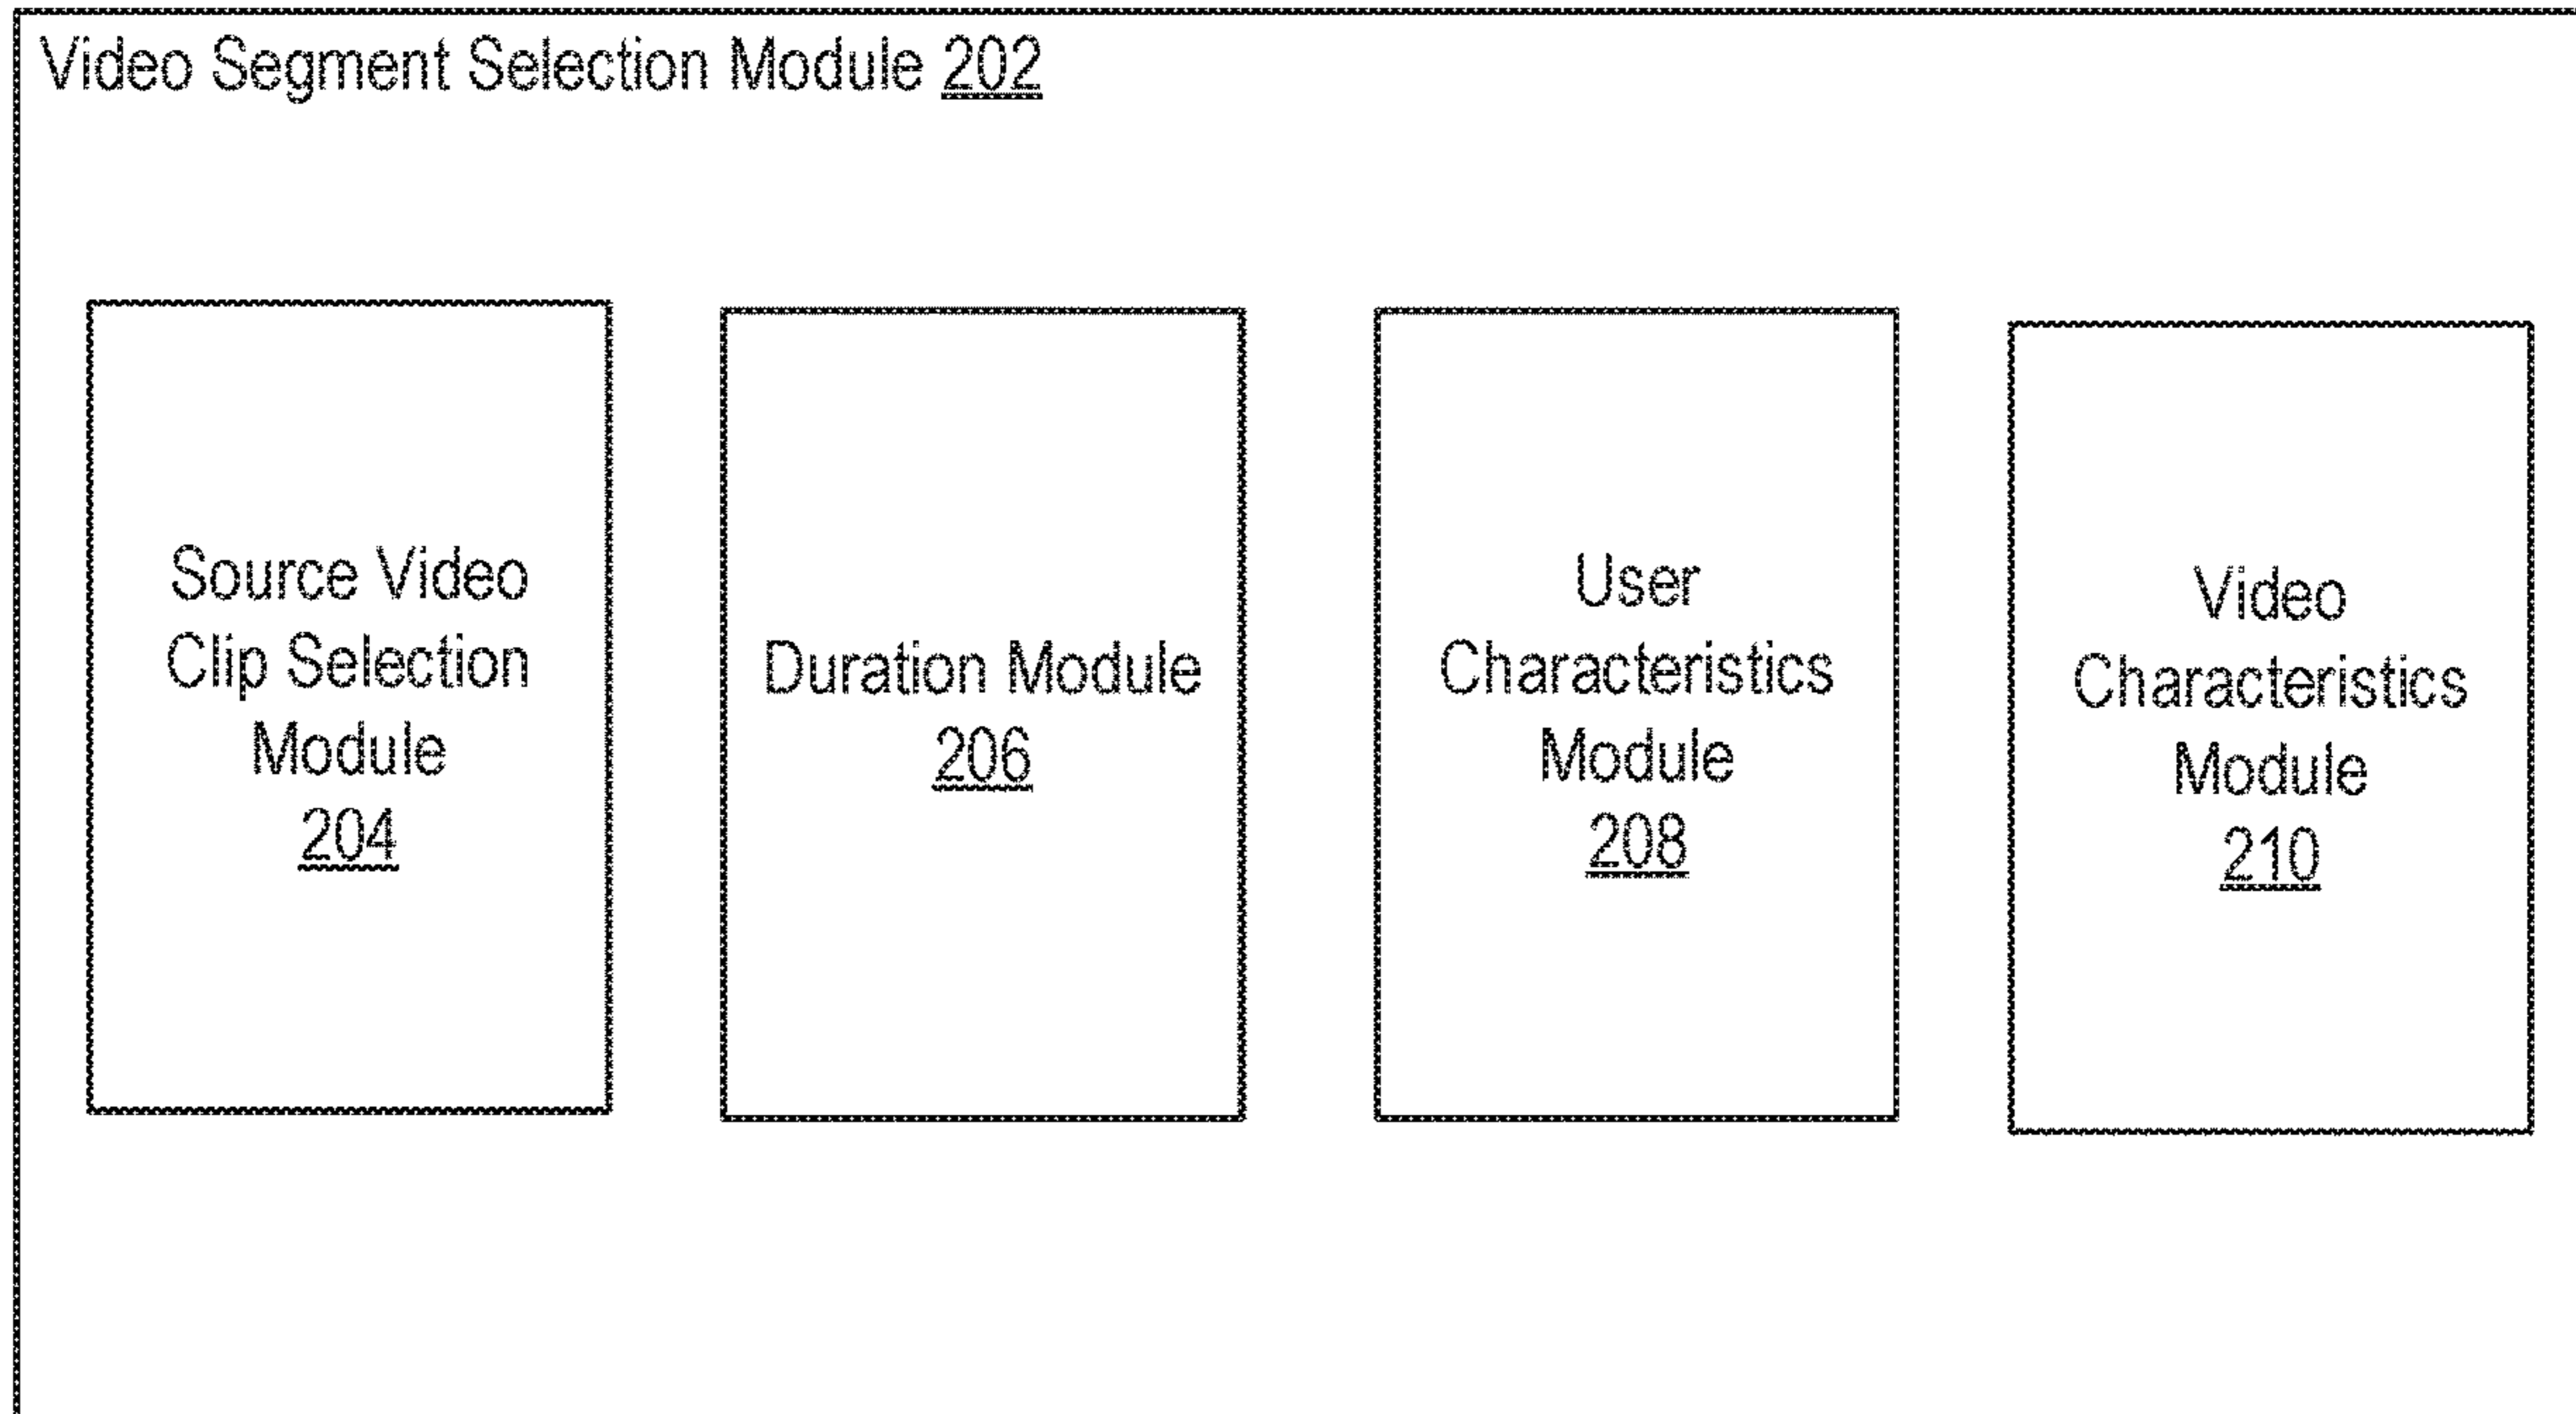 Video Segment Selection Module 202
Source Video
Clip Selection
Module
204
Duration Module
206
User
Characteristics
Module
208
Video
Characteristics
Module
210